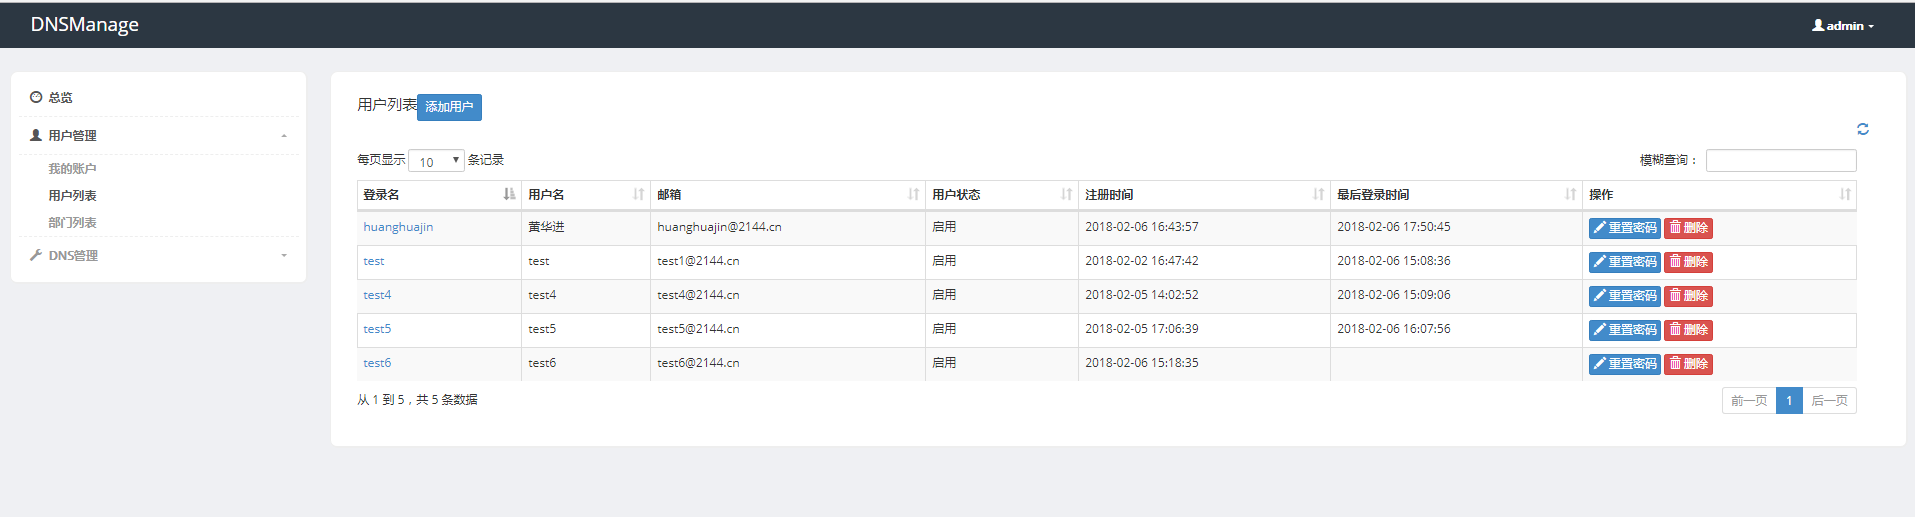 DNSManage
admin
总览
用户管理
我的账户
用户列表
部门列表
DNS管理
用户列表 添加用户
每页显示 10 条记录
模糊查询：
登录名 用户名 邮箱 用户状态 注册时间 最后登录时间 操作
huanghuajin 黄华进 huanghuajin@2144.cn 启用 2018-02-06 16:43:57 2018-02-06 17:50:45 重置密码 删除
test test test1@2144.cn 启用 2018-02-02 16:47:42 2018-02-06 15:08:36 重置密码 删除
test4 test4 test4@2144.cn 启用 2018-02-05 14:02:52 2018-02-06 15:09:06 重置密码 删除
test5 test5 test5@2144.cn 启用 2018-02-05 17:06:39 2018-02-06 16:07:56 重置密码 删除
test6 test6 test6@2144.cn 启用 2018-02-06 15:18:35 重置密码 删除
从 1 到 5，共 5 条数据
前一页 1 后一页